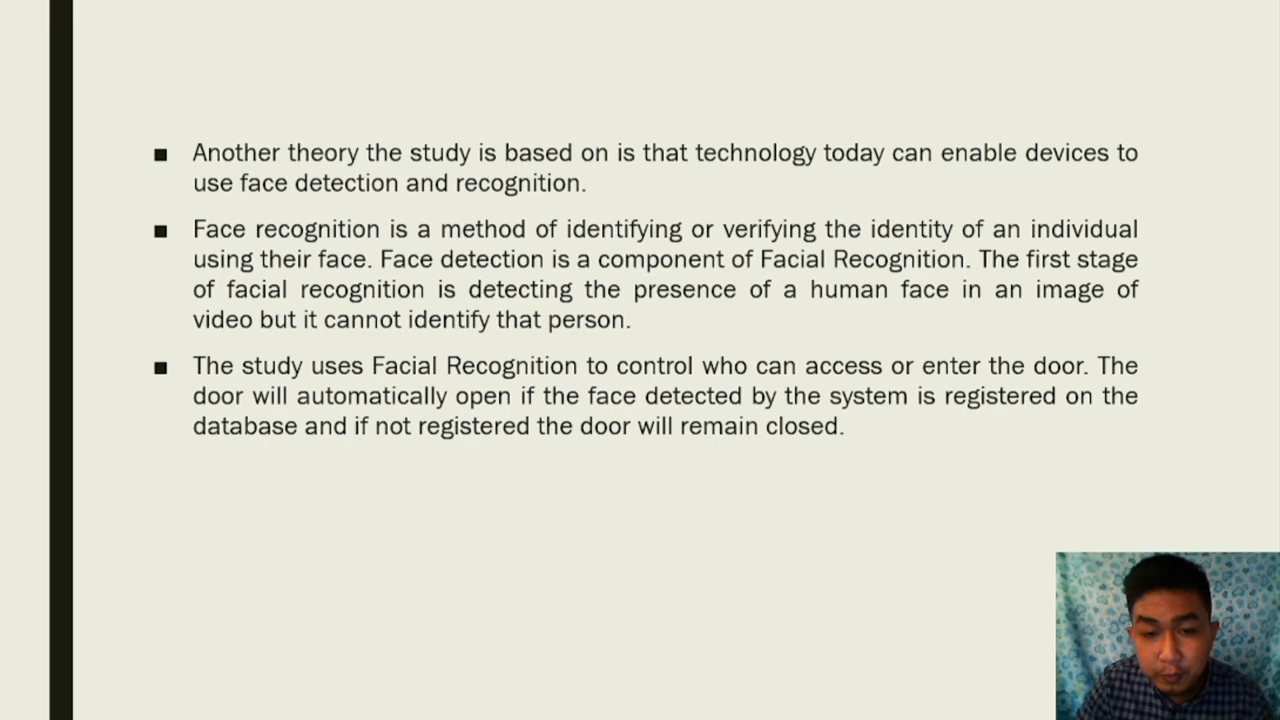 Another theory the study is based on is that technology today can enable devices to
use face detection and recognition.
Face recognition is a method of identifying or verifying the identity of an individual
using their face. Face detection is a component of Facial Recognition. The first stage
of facial recognition is detecting the presence of a human face in an image of
video but it cannot identify that person.
The study uses Facial Recognition to control who can access or enter the door. The
door will automatically open if the face detected by the system is registered on the
database and if not registered the door will remain closed.